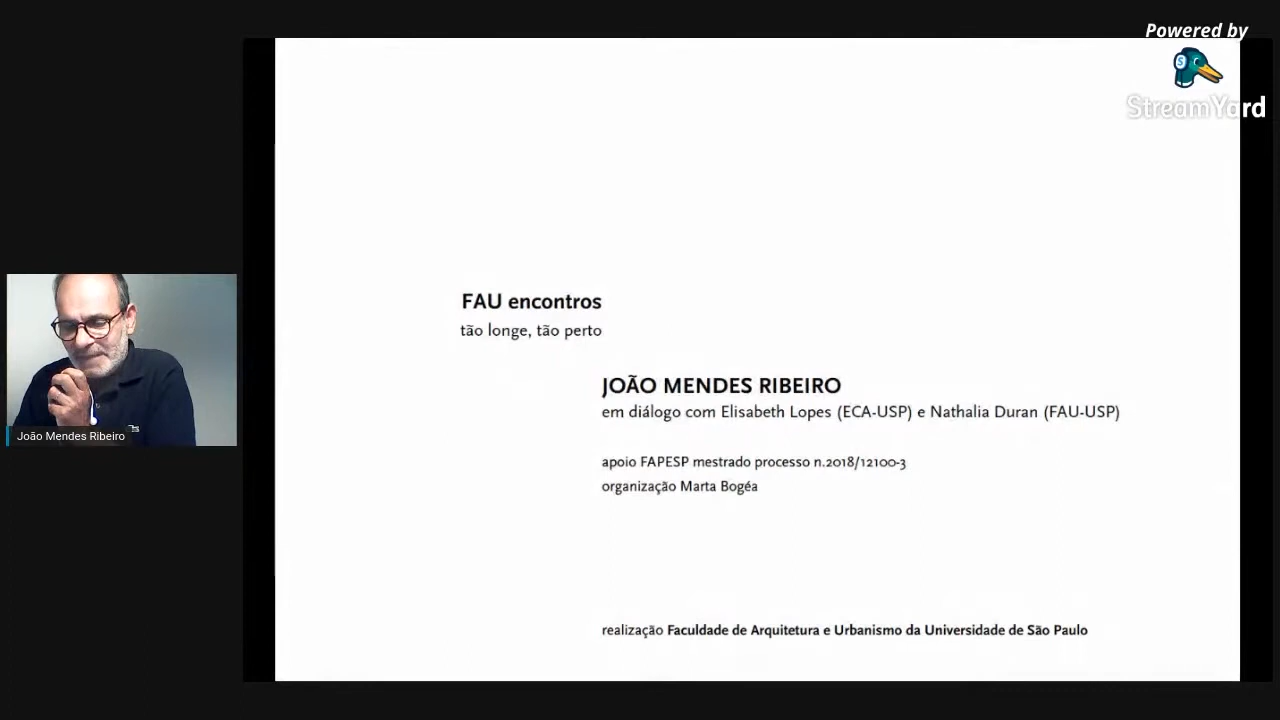 Powered by
StreamYard
FAU encontros
tão longe, tão perto
JOÃO MENDES RIBEIRO
em diálogo com Elisabeth Lopes (ECA-USP) e Nathalia Duran (FAU-USP)
apoio FAPESP mestrado processo n.2018/12100-3
organização Marta Bogéa
realização Faculdade de Arquitetura e Urbanismo da Universidade de São Paulo
João Mendes Ribeiro